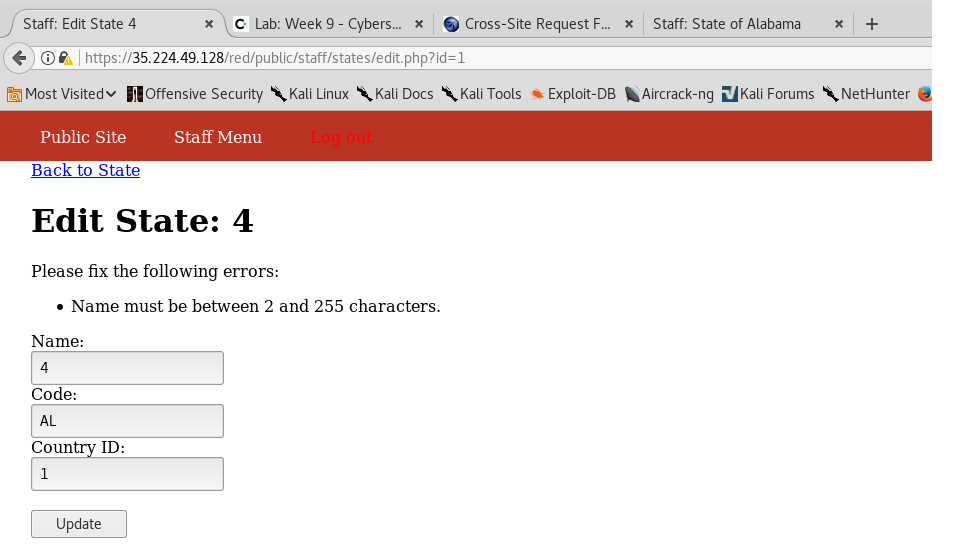 Staff: Edit State 4 Lab: Week 9 - Cybers... Cross-Site Request F... Staff: State of Alabama
https://35.224.49.128/red/public/staff/states/edit.php?id=1
Most Visited Offensive Security Kali Linux Kali Docs Kali Tools Exploit-DB Aircrack-ng Kali Forums NetHunter
Public Site Staff Menu Log out
Back to State
Edit State: 4
Please fix the following errors:
• Name must be between 2 and 255 characters.
Name:
4
Code:
AL
Country ID:
1
Update